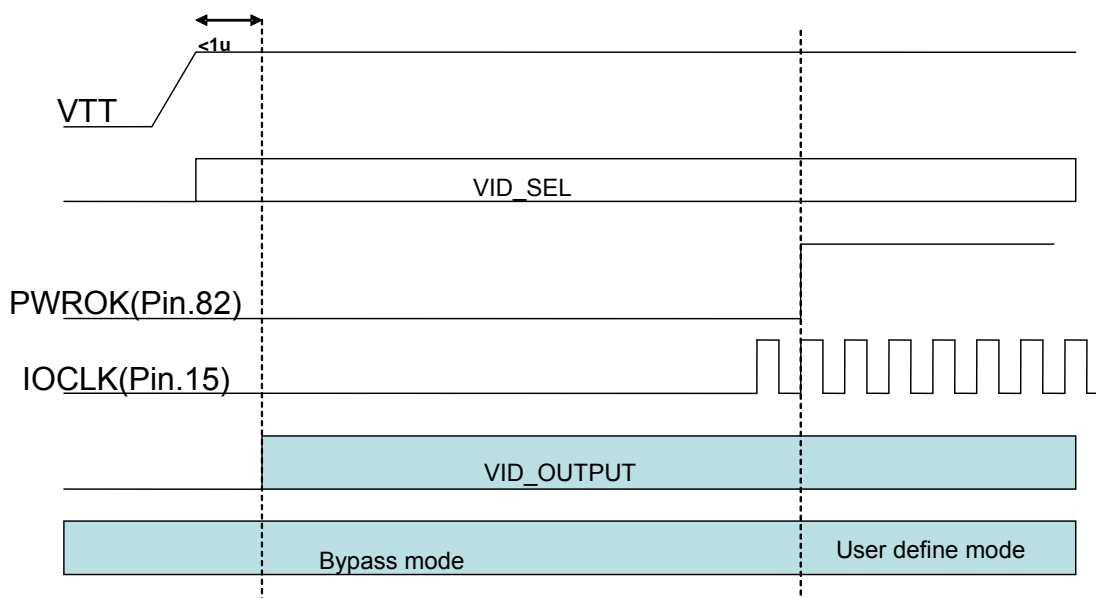 <1u
VTT
VID_SEL
PWROK(Pin.82)
IOCLK(Pin.15)
VID_OUTPUT
Bypass mode
User define mode